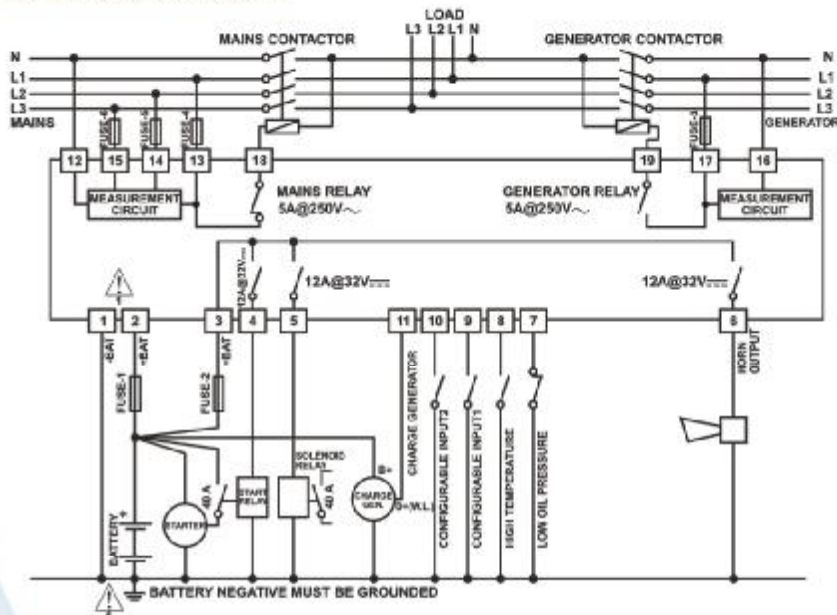 LOAD
L3 L2 L1 N
MAINS CONTACTOR
GENERATOR CONTACTOR
N
L1
L2
L3
MAINS
N
L1
L2
L3
GENERATOR
FUSE-6
FUSE-5
FUSE-4
FUSE-3
12
15
14
13
18
19
17
16
MEASUREMENT
CIRCUIT
MAINS RELAY
5A@250V~
GENERATOR RELAY
5A@250V~
MEASUREMENT
CIRCUIT
12A@32V
12A@32V
12A@32V
1
2
3
4
5
11
10
9
8
7
6
-BAT
+BAT
+BAT
FUSE-1
FUSE-2
CHARGE GENERATOR
CONFIGURABLE INPUT2
CONFIGURABLE INPUT1
HIGH TEMPERATURE
LOW OIL PRESSURE
HORN
OUTPUT
BATTERY
+
STARTER
40 A
START
RELAY
SOLENOID
RELAY
40 A
B+
CHARGE
GEN.
D+(W.L.)
BATTERY NEGATIVE MUST BE GROUNDED